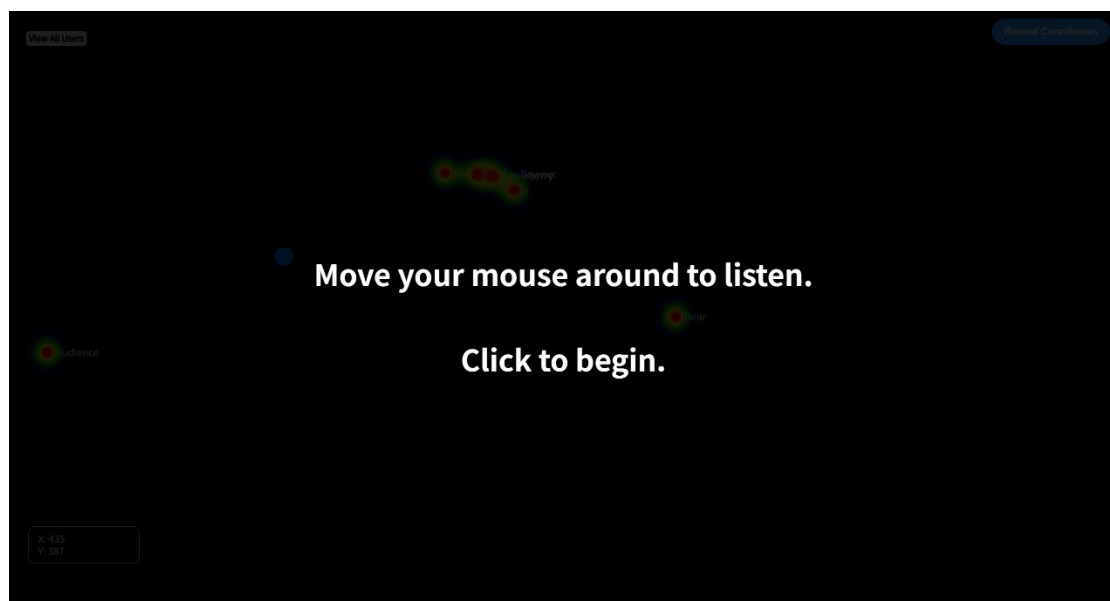 View All Users
Record Coordinates
Move your mouse around to listen.
Bear
Click to begin.
Audience
X: 435
Y: 387